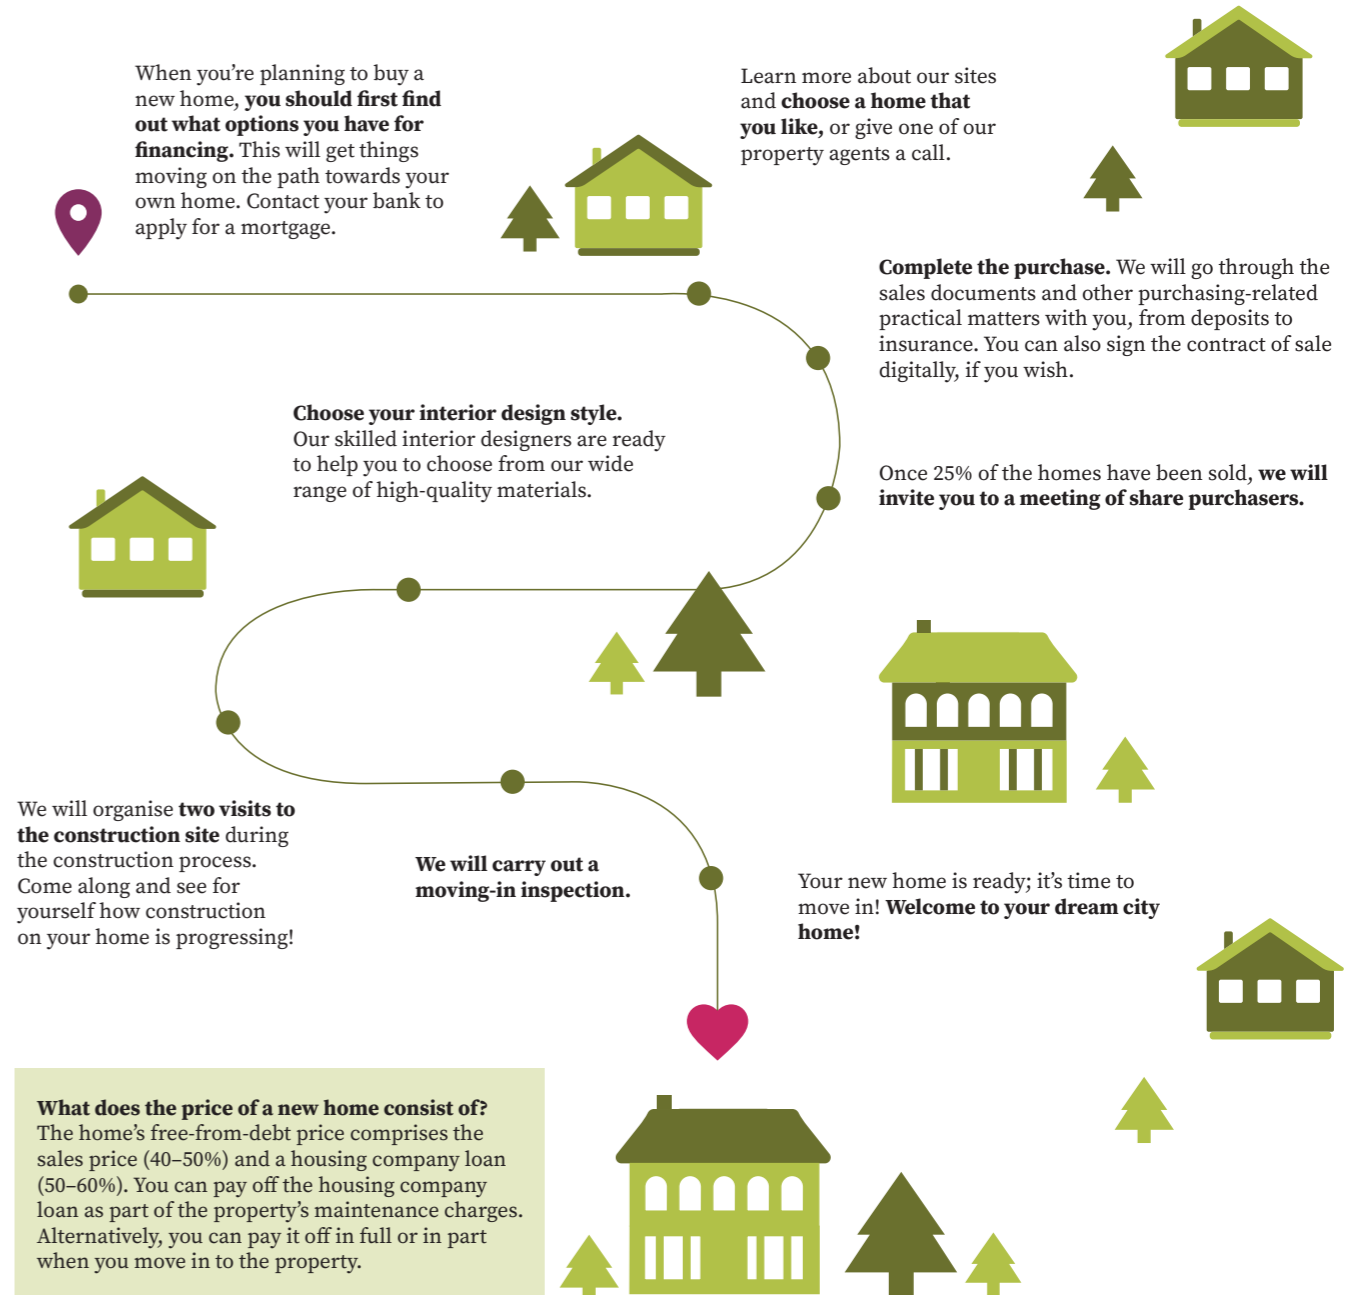 When you’re planning to buy a
new home, you should first find
out what options you have for
financing. This will get things
moving on the path towards your
own home. Contact your bank to
apply for a mortgage.
Learn more about our sites
and choose a home that
you like, or give one of our
property agents a call.
Complete the purchase. We will go through the
sales documents and other purchasing-related
practical matters with you, from deposits to
insurance. You can also sign the contract of sale
digitally, if you wish.
Once 25% of the homes have been sold, we will
invite you to a meeting of share purchasers.
Choose your interior design style.
Our skilled interior designers are ready
to help you to choose from our wide
range of high-quality materials.
We will organise two visits to
the construction site during
the construction process.
Come along and see for
yourself how construction
on your home is progressing!
We will carry out a
moving-in inspection.
Your new home is ready; it’s time to
move in! Welcome to your dream city
home!
What does the price of a new home consist of?
The home’s free-from-debt price comprises the
sales price (40–50%) and a housing company loan
(50–60%). You can pay off the housing company
loan as part of the property’s maintenance charges.
Alternatively, you can pay it off in full or in part
when you move in to the property.